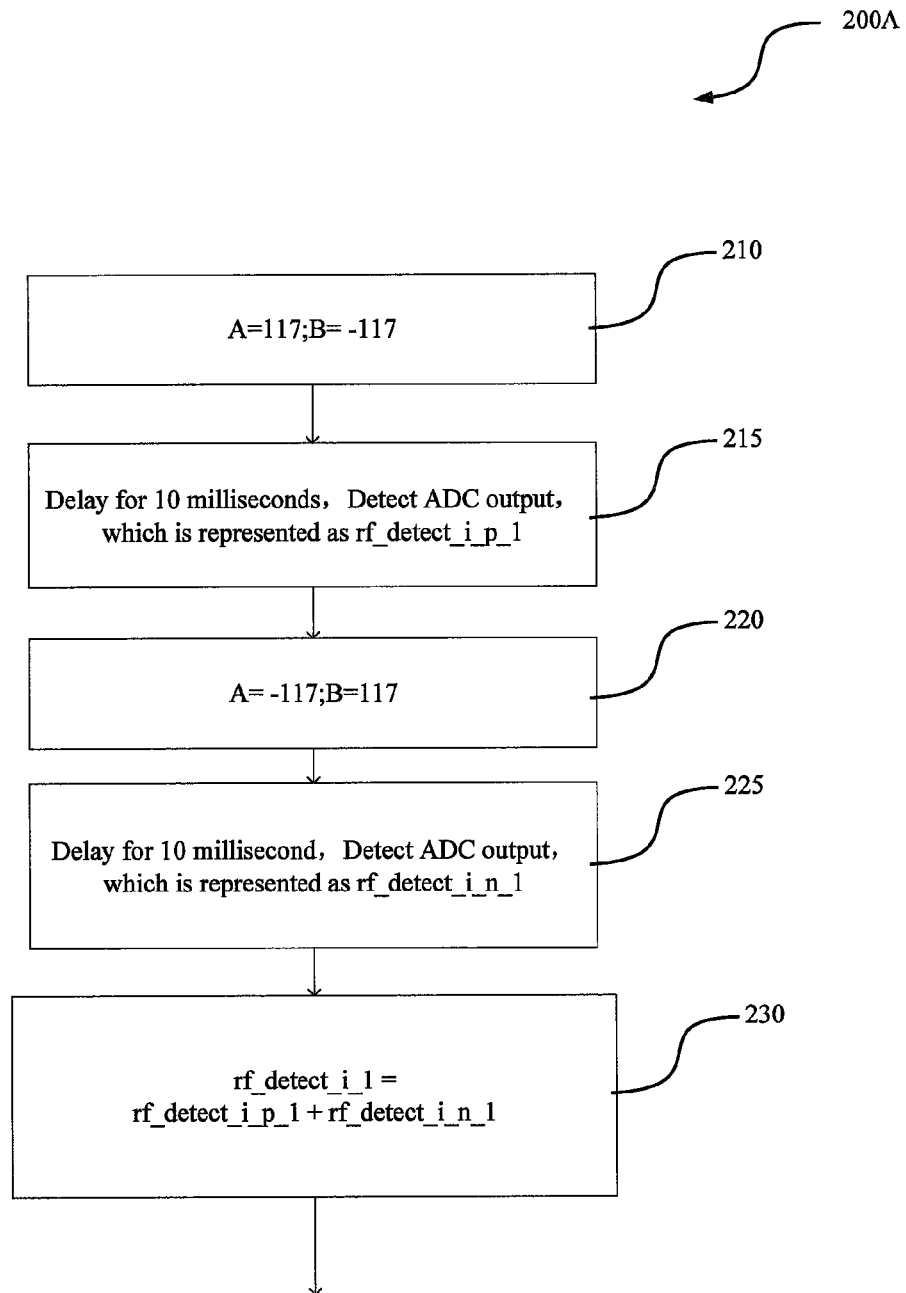 200A
210
A=117;B= -117
215
Delay for 10 milliseconds, Detect ADC output,
which is represented as rf_detect_i_p_1
220
A= -117;B=117
225
Delay for 10 millisecond, Detect ADC output,
which is represented as rf_detect_i_n_1
230
rf_detect_i_1 =
rf_detect_i_p_1 + rf_detect_i_n_1